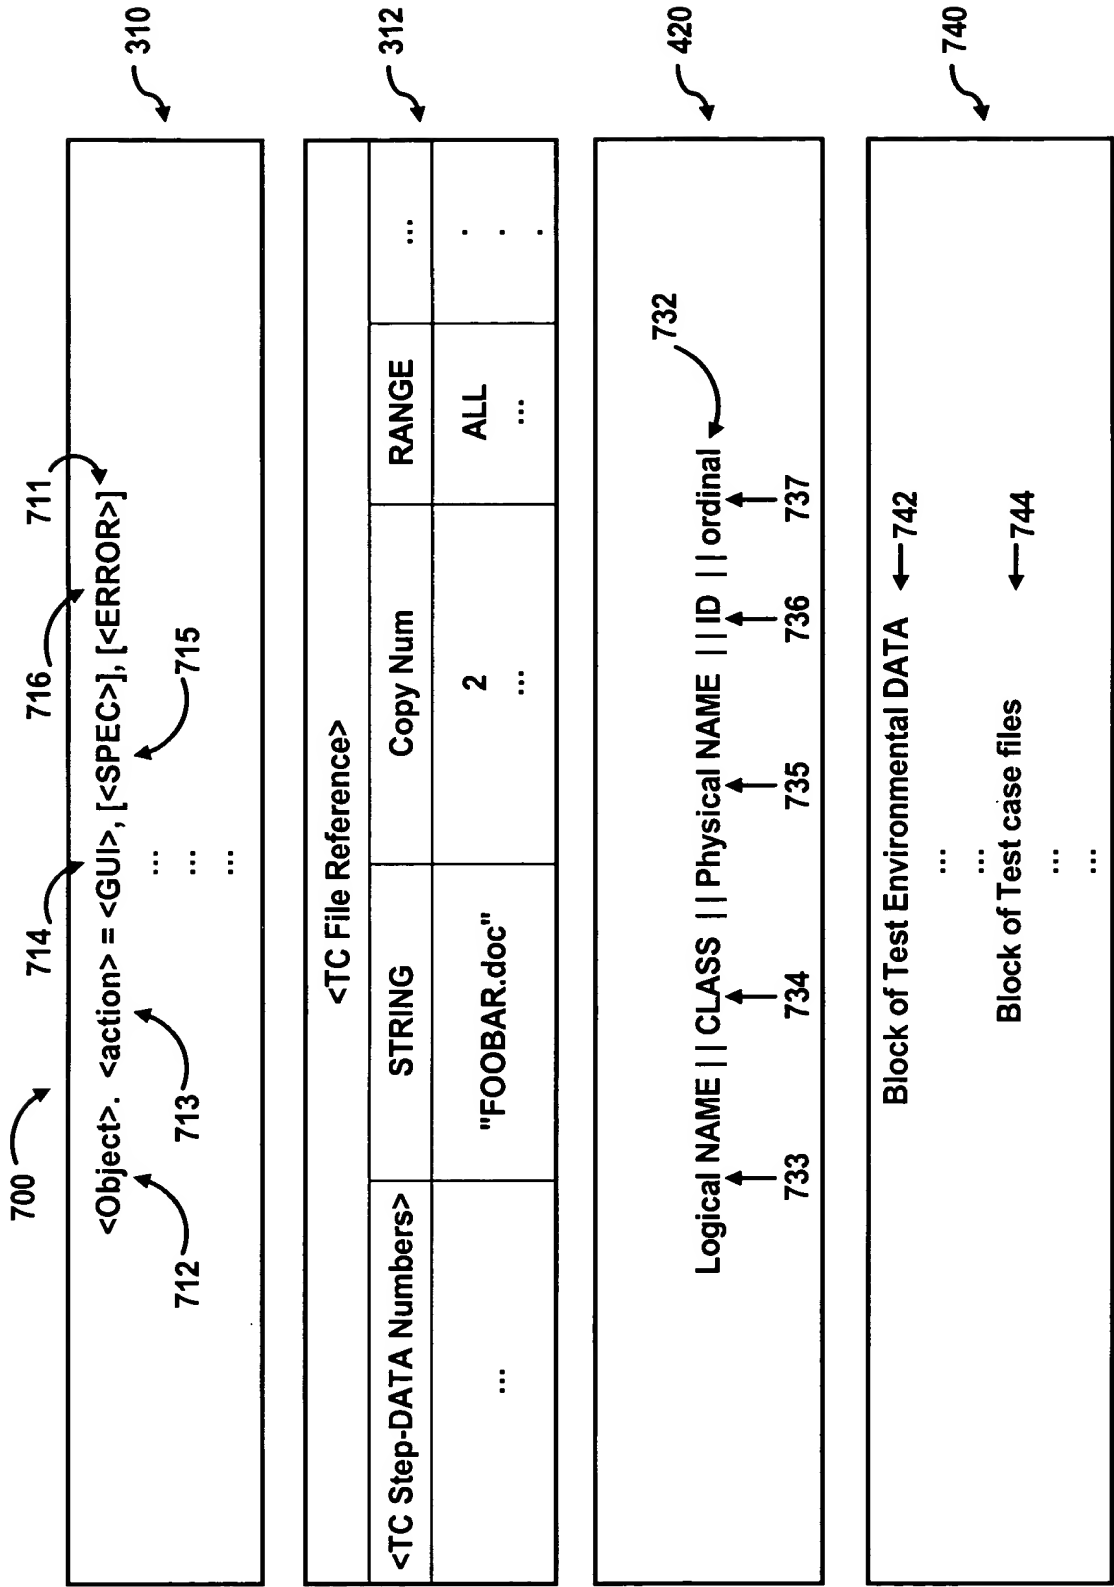 700
714
716
711
<Object>. <action> = <GUI>, [<SPEC>], [<ERROR>]
310
...
...
...
712
713
715
<TC File Reference>
312
<TC Step-DATA Numbers> STRING Copy Num RANGE ...
... "FOOBAR.doc" 2 ALL .
... ... .
.
732
420
Logical NAME || CLASS || Physical NAME || ID || ordinal
733 734 735 736 737
740
Block of Test Environmental DATA 742
...
...
Block of Test case files 744
...
...